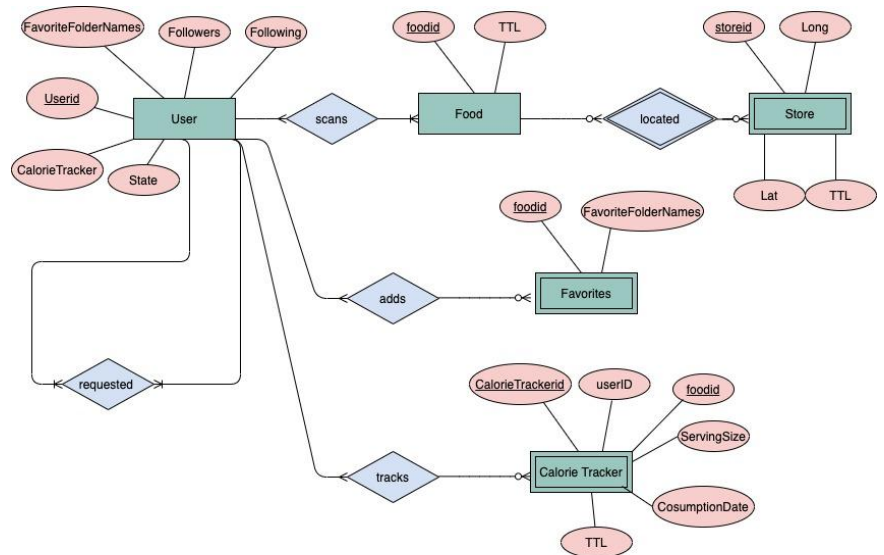 FavoriteFolderNames
Followers
Following
Userid
User
CalorieTracker
State
scans
foodid
TTL
Food
located
storeid
Long
Store
Lat
TTL
foodid
FavoriteFolderNames
adds
Favorites
requested
CalorieTrackerid
userID
foodid
ServingSize
tracks
Calorie Tracker
CosumptionDate
TTL